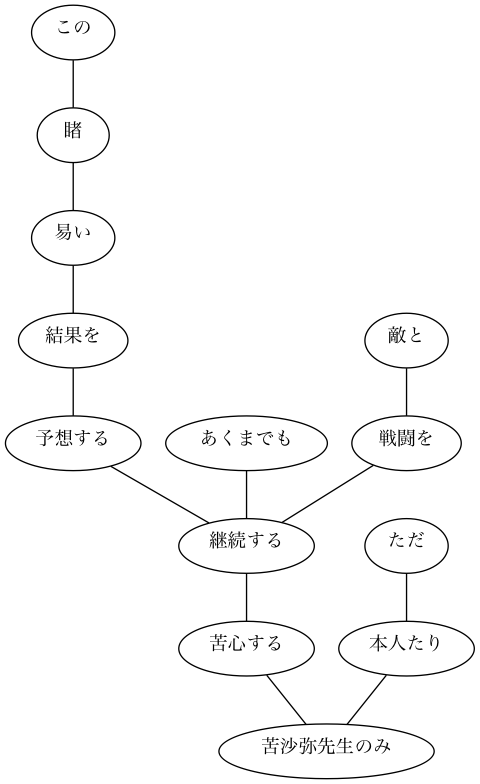 この
睹
易い
結果を
敵と
予想する
あくまでも
戦闘を
継続する
ただ
苦心する
本人たり
苦沙弥先生のみ